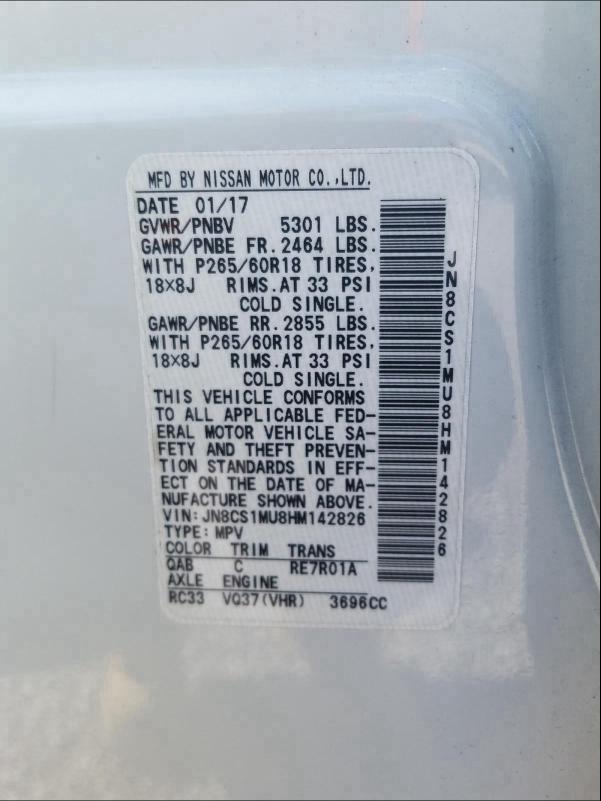 MFD BY NISSAN MOTOR CO.,LTD.
DATE 01/17
GVWR/PNBV 5301 LBS.
GAWR/PNBE FR. 2464 LBS.
WITH P265/60R18 TIRES,
18×8J RIMS.AT 33 PSI
COLD SINGLE.
GAWR/PNBE RR. 2855 LBS.
WITH P265/60R18 TIRES,
18×8J RIMS.AT 33 PSI
COLD SINGLE.
THIS VEHICLE CONFORMS
TO ALL APPLICABLE FED-
ERAL MOTOR VEHICLE SA-
FETY AND THEFT PREVEN-
TION STANDARDS IN EFF-
ECT ON THE DATE OF MA-
NUFACTURE SHOWN ABOVE.
VIN:JN8CS1MU8HM142826
TYPE:MPV
COLOR TRIM TRANS
QAB C RE7R01A
AXLE ENGINE
RC33 VQ37(VHR) 3696CC
JN8CS1MU8HM142826